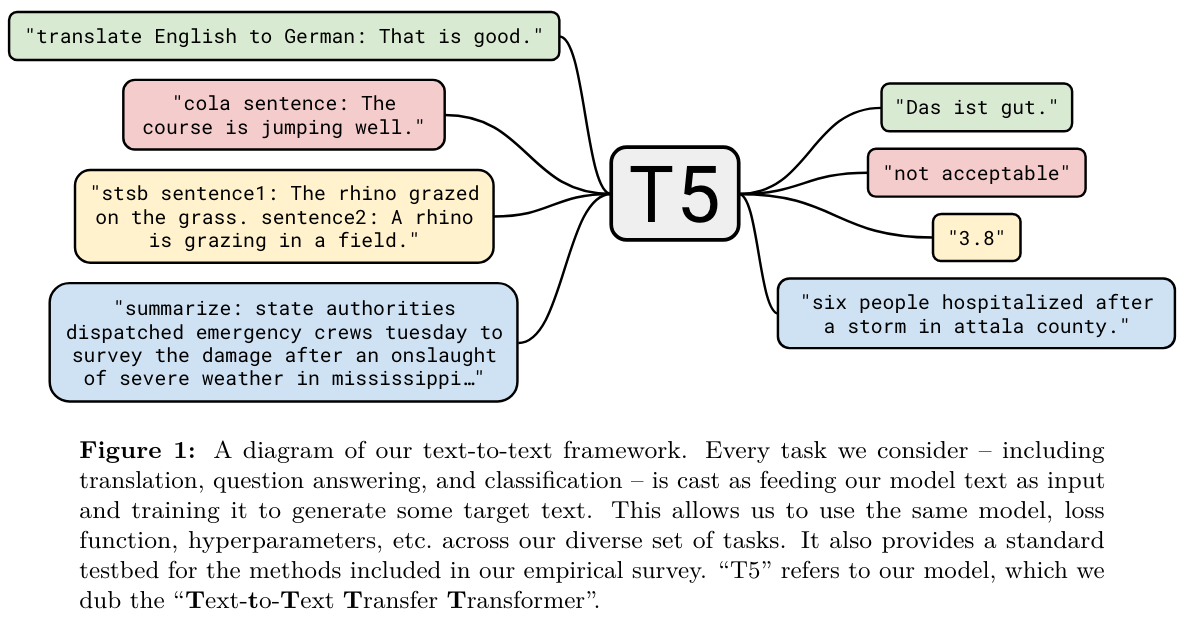 "translate English to German: That is good."
"cola sentence: The
course is jumping well."
"stsb sentence1: The rhino grazed
on the grass. sentence2: A rhino
is grazing in a field."
"summarize: state authorities
dispatched emergency crews tuesday to
survey the damage after an onslaught
of severe weather in mississippi…"
T5
"Das ist gut."
"not acceptable"
"3.8"
"six people hospitalized after
a storm in attala county."
Figure 1: A diagram of our text-to-text framework. Every task we consider – including
translation, question answering, and classification – is cast as feeding our model text as input
and training it to generate some target text. This allows us to use the same model, loss
function, hyperparameters, etc. across our diverse set of tasks. It also provides a standard
testbed for the methods included in our empirical survey. “T5” refers to our model, which we
dub the “Text-to-Text Transfer Transformer”.